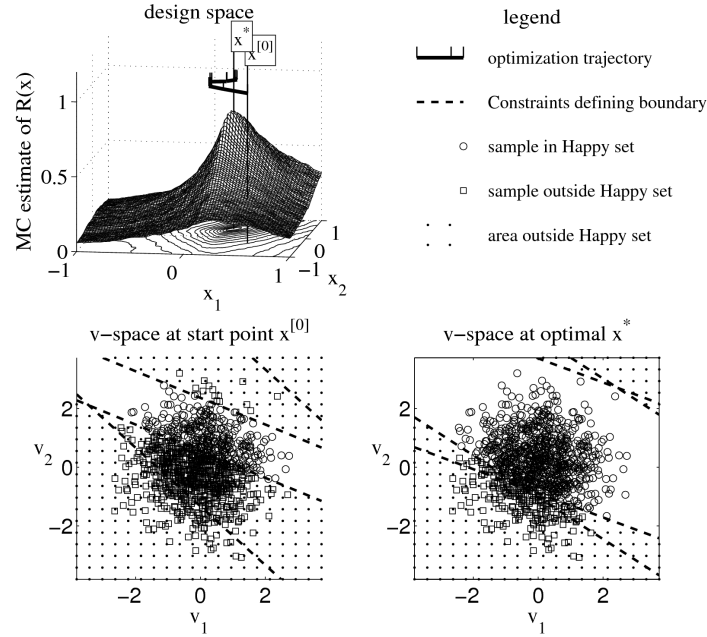 design space
x*
x[0]
MC estimate of R(x)
1
0.5
0
−1
0
1
x1
−1
0
1
x2
legend
optimization trajectory
Constraints defining boundary
sample in Happy set
sample outside Happy set
area outside Happy set
v−space at start point x[0]
v2
2
0
−2
−2
0
2
v1
v−space at optimal x*
v2
2
0
−2
−2
0
2
v1